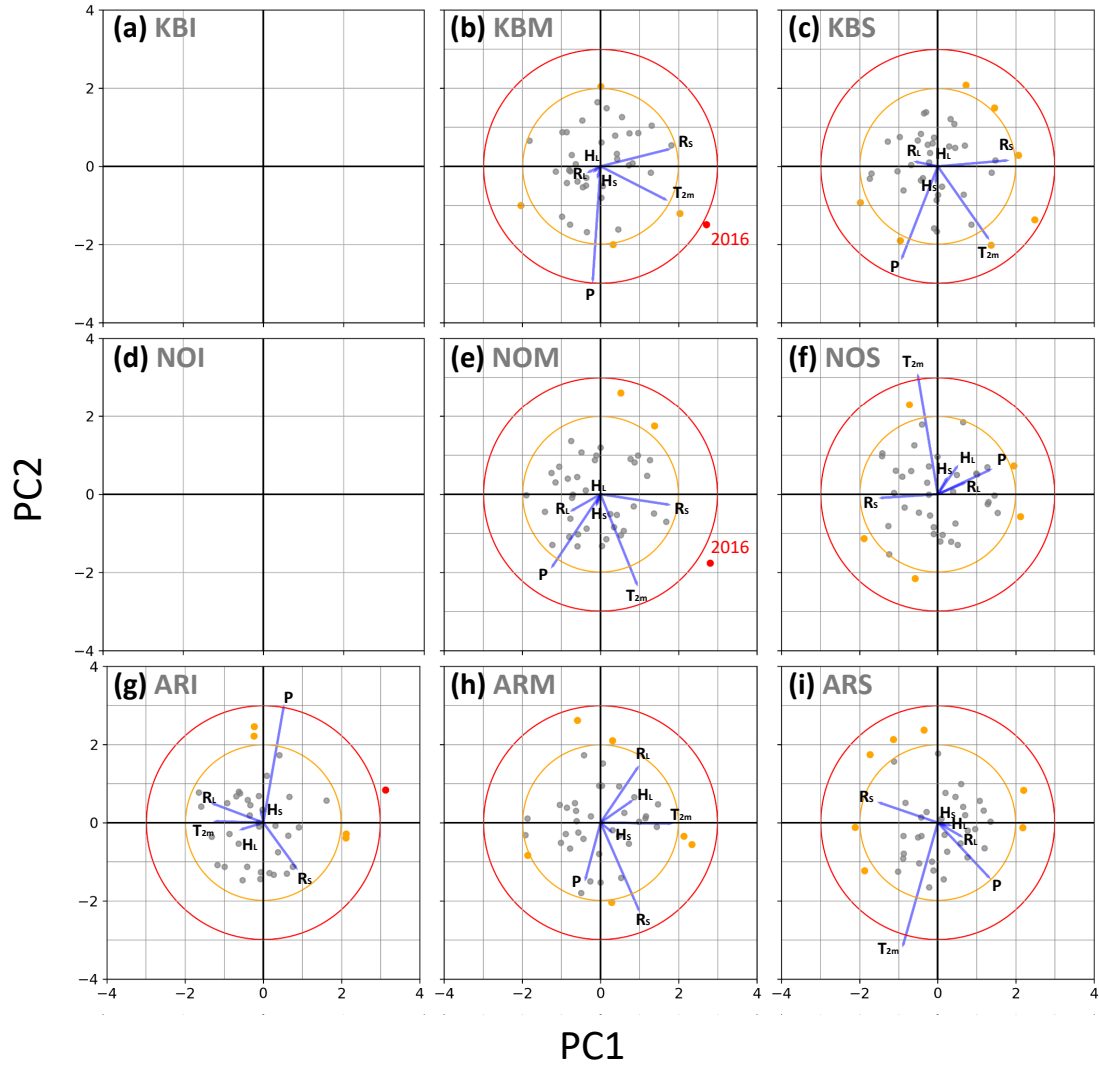 (a) KBI
(b) KBM
(c) KBS
4
2
0
−2
−4
HL
RS
RL
HS
T2m
P
2016
RL
HL
RS
HS
T2m
P
(d) NOI
(e) NOM
(f) NOS
4
2
0
−2
−4
HL
RL
HS
RS
P
T2m
2016
T2m
HS
HL
P
RL
RS
(g) ARI
(h) ARM
(i) ARS
4
2
0
−2
−4
P
RL
HS
T2m
HL
RS
RL
HL
T2m
HS
P
RS
RS
HS
HL
RL
P
T2m
−4
−2
0
2
4
−4
−2
0
2
4
−4
−2
0
2
4
PC2
PC1